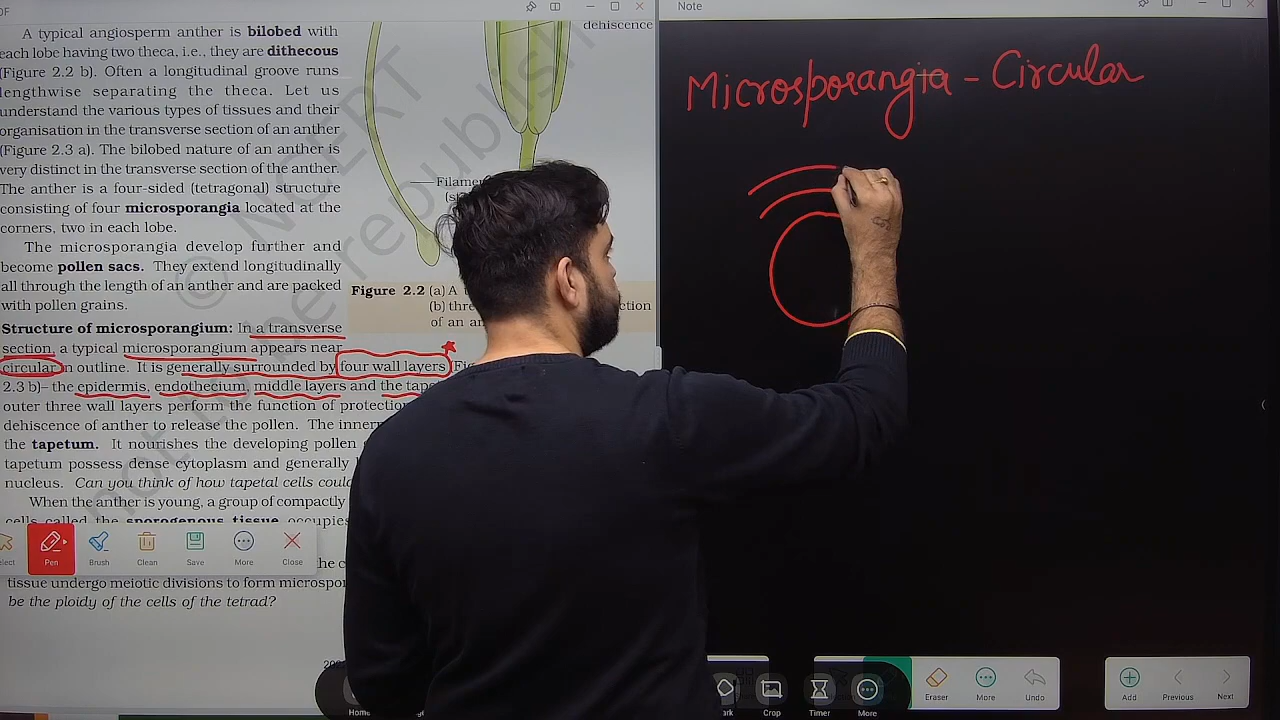 DF
A typical angiosperm anther is bilobed with
each lobe having two theca, i.e., they are dithecous
(Figure 2.2 b). Often a longitudinal groove runs
lengthwise separating the theca. Let us
understand the various types of tissues and their
organisation in the transverse section of an anther
(Figure 2.3 a). The bilobed nature of an anther is
very distinct in the transverse section of the anther.
The anther is a four-sided (tetragonal) structure
consisting of four microsporangia located at the
corners, two in each lobe.
The microsporangia develop further and
become pollen sacs. They extend longitudinally
all through the length of an anther and are packed
with pollen grains.
Structure of microsporangium: In a transverse
section, a typical microsporangium appears near
circular in outline. It is generally surrounded by four wall layers
2.3 b)– the epidermis, endothecium, middle layers and the
outer three wall layers perform the function of
dehiscence of anther to release the pollen. The
the tapetum. It nourishes the developing pollen
tapetum possess dense cytoplasm and generally
nucleus. Can you think of how tapetal cells
When the anther is young, a group of compactly
cells called the sporogenous tissue
tissue undergo meiotic divisions to form
be the ploidy of the cells of the tetrad?
dehiscence
Figure 2.2 (a) A
(b)
of an
© NCERT
not be republished
Pen
Brush
Clean
Save
More
Close
Note
Microsporangia - Circular
Home
Crop
Timer
More
Eraser
More
Undo
Add
Previous
Next